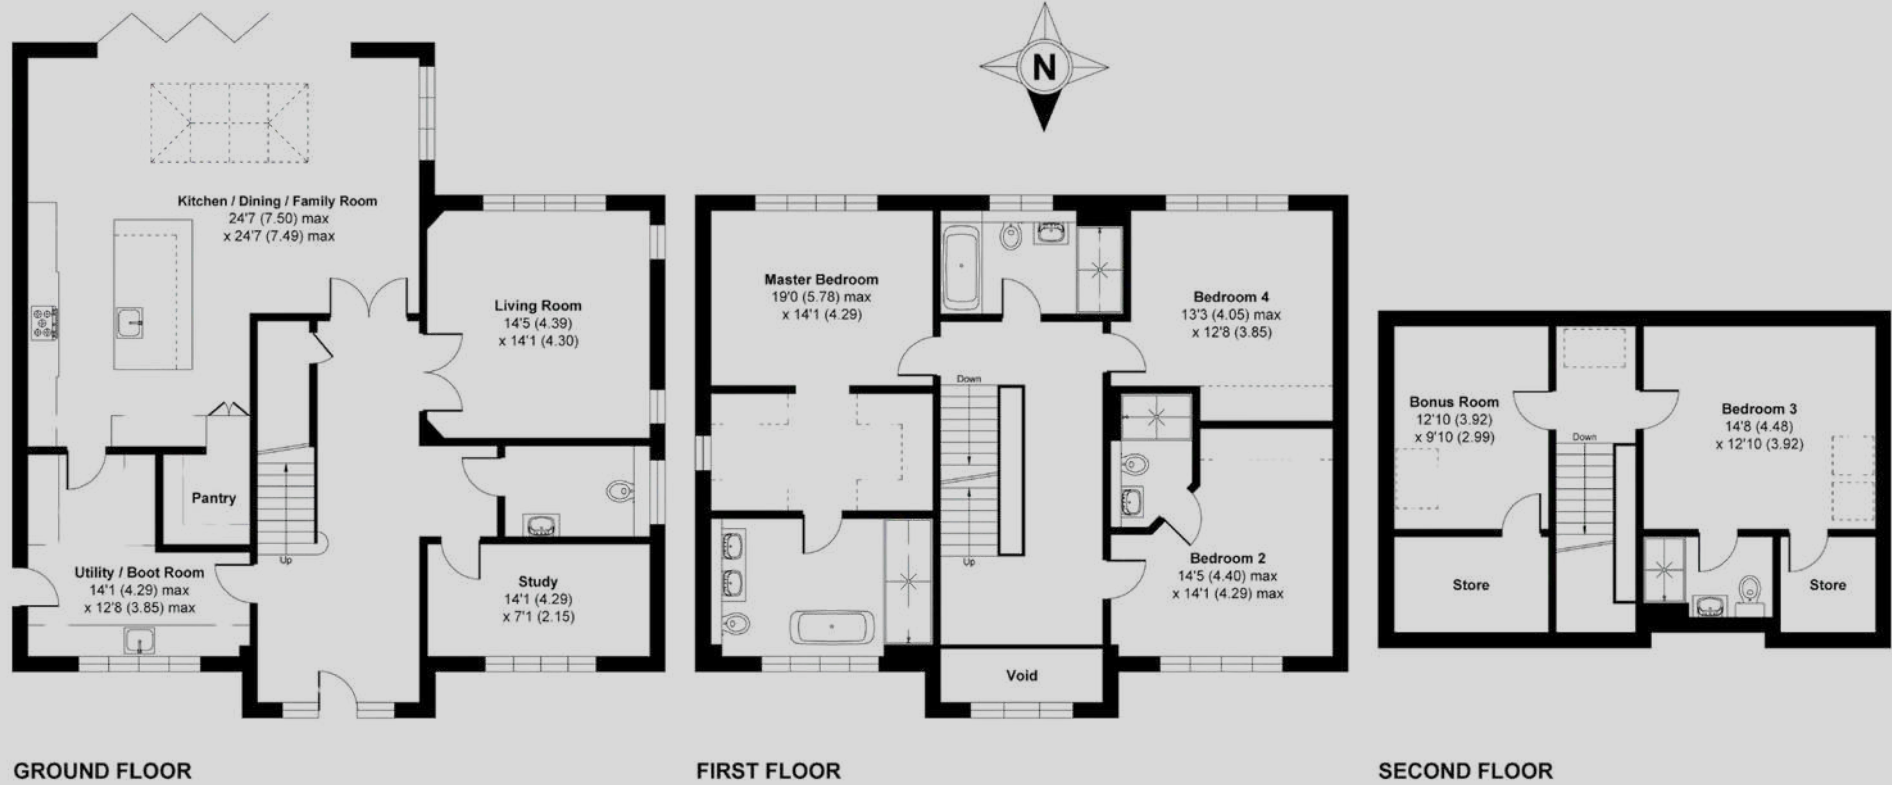 N
Kitchen / Dining / Family Room
24'7 (7.50) max
x 24'7 (7.49) max
Living Room
14'5 (4.39)
x 14'1 (4.30)
Pantry
Up
Utility / Boot Room
14'1 (4.29) max
x 12'8 (3.85) max
Study
14'1 (4.29)
x 7'1 (2.15)
GROUND FLOOR
Master Bedroom
19'0 (5.78) max
x 14'1 (4.29)
Bedroom 4
13'3 (4.05) max
x 12'8 (3.85)
Down
Up
Bedroom 2
14'5 (4.40) max
x 14'1 (4.29) max
Void
FIRST FLOOR
Bonus Room
12'10 (3.92)
x 9'10 (2.99)
Down
Bedroom 3
14'8 (4.48)
x 12'10 (3.92)
Store
Store
SECOND FLOOR